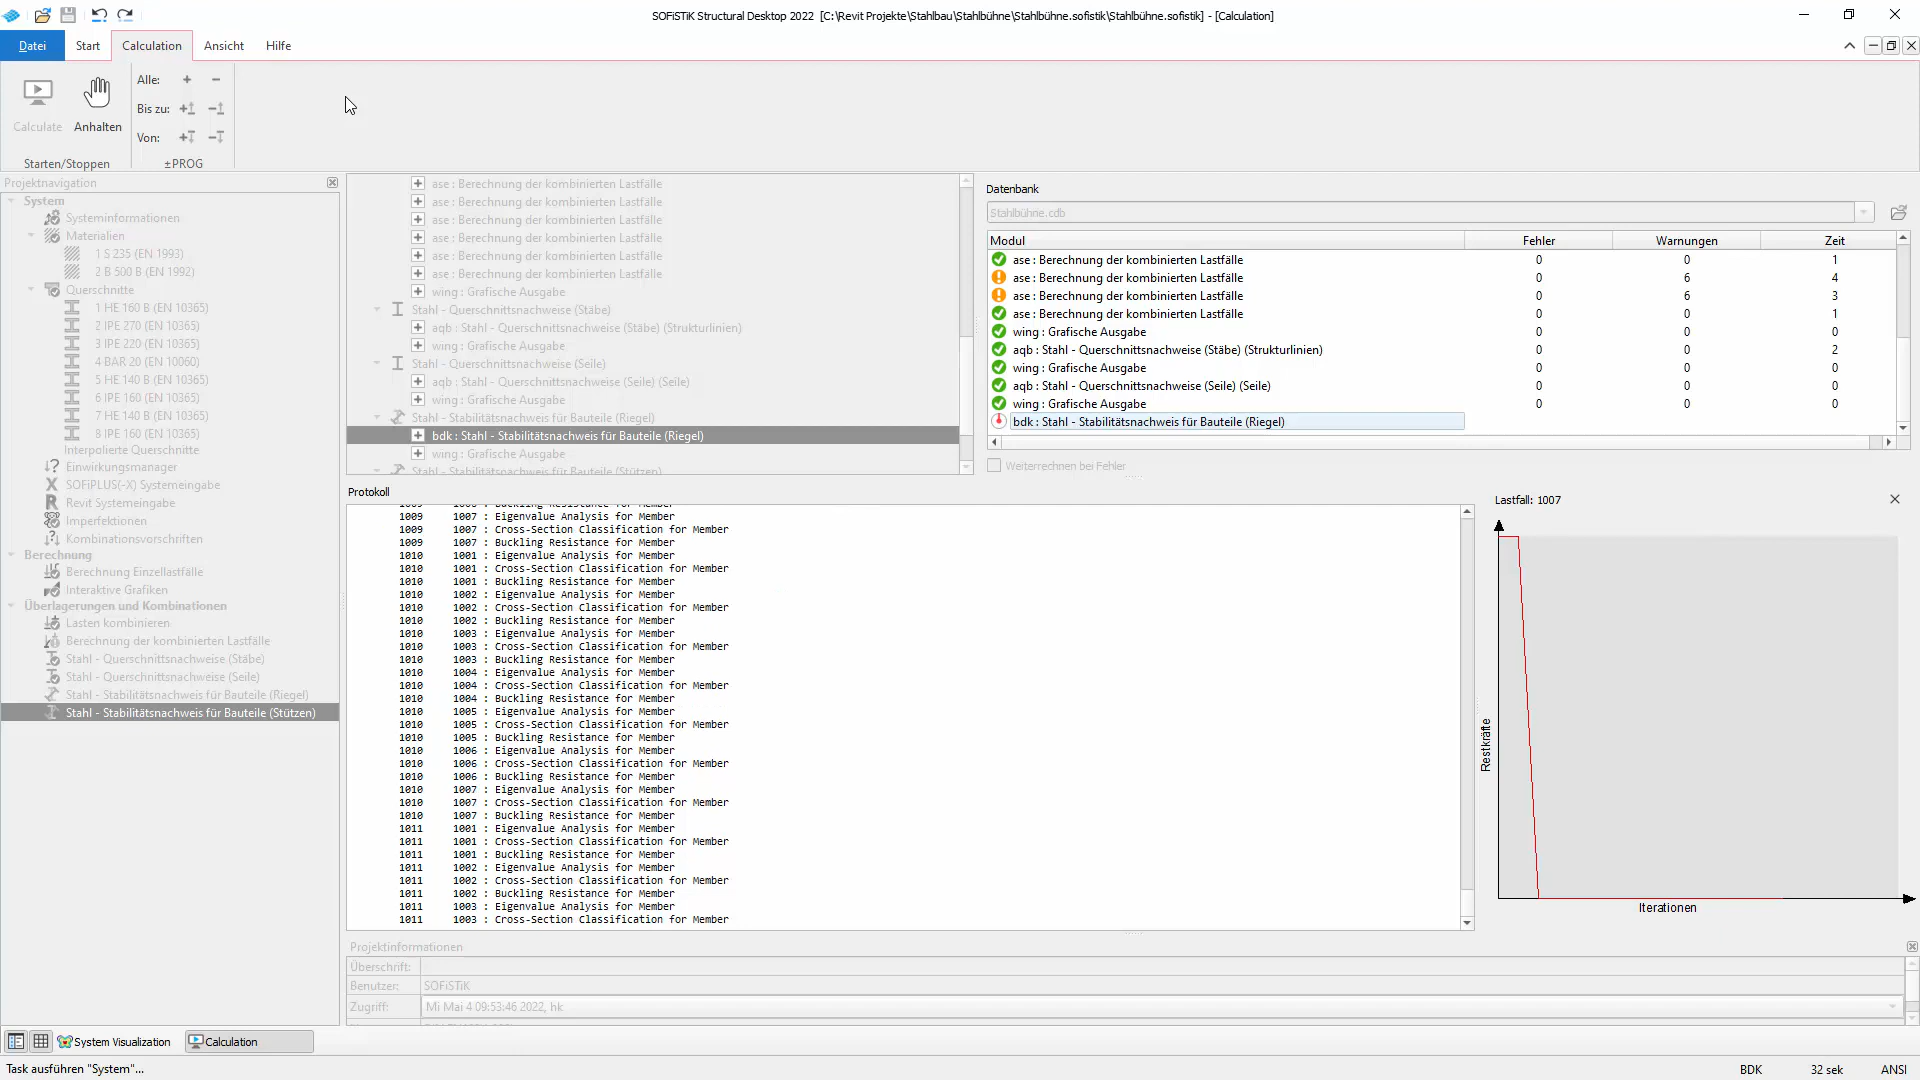 SOFiSTiK Structural Desktop 2022 [C:\Revit Projekte\Stahlbau\Stahlbühne\Stahlbühne.sofistik\Stahlbühne.sofistik] - [Calculation]
Datei Start Calculation Ansicht Hilfe
Calculate
Anhalten
Starten/Stoppen
Alle:
Bis zu:
Von:
±PROG
Projektnavigation
System
Systeminformationen
Materialien
1 S 235 (EN 1993)
2 B 500 B (EN 1992)
Querschnitte
1 HE 160 B (EN 10365)
2 IPE 270 (EN 10365)
3 IPE 220 (EN 10365)
4 BAR 20 (EN 10060)
5 HE 140 B (EN 10365)
6 IPE 160 (EN 10365)
7 HE 140 B (EN 10365)
8 IPE 160 (EN 10365)
Interpolierte Querschnitte
Einwirkungsmanager
SOFiPLUS(-X) Systemeingabe
Revit Systemeingabe
Imperfektionen
Kombinationsvorschriften
Berechnung
Berechnung Einzellastfälle
Interaktive Grafiken
Überlagerungen und Kombinationen
Lasten kombinieren
Berechnung der kombinierten Lastfälle
Stahl - Querschnittsnachweise (Stäbe)
Stahl - Querschnittsnachweise (Seile)
Stahl - Stabilitätsnachweis für Bauteile (Riegel)
Stahl - Stabilitätsnachweis für Bauteile (Stützen)
ase : Berechnung der kombinierten Lastfälle
ase : Berechnung der kombinierten Lastfälle
ase : Berechnung der kombinierten Lastfälle
ase : Berechnung der kombinierten Lastfälle
ase : Berechnung der kombinierten Lastfälle
ase : Berechnung der kombinierten Lastfälle
wing : Grafische Ausgabe
Stahl - Querschnittsnachweise (Stäbe)
aqb : Stahl - Querschnittsnachweise (Stäbe) (Strukturlinien)
wing : Grafische Ausgabe
Stahl - Querschnittsnachweise (Seile)
aqb : Stahl - Querschnittsnachweise (Seile) (Seile)
wing : Grafische Ausgabe
Stahl - Stabilitätsnachweis für Bauteile (Riegel)
bdk : Stahl - Stabilitätsnachweis für Bauteile (Riegel)
wing : Grafische Ausgabe
Stahl - Stabilitätsnachweis für Bauteile (Stützen)
Datenbank
Stahlbühne.cdb
Modul Fehler Warnungen Zeit
ase : Berechnung der kombinierten Lastfälle 0 0 1
ase : Berechnung der kombinierten Lastfälle 0 6 4
ase : Berechnung der kombinierten Lastfälle 0 6 3
ase : Berechnung der kombinierten Lastfälle 0 0 1
wing : Grafische Ausgabe 0 0 0
aqb : Stahl - Querschnittsnachweise (Stäbe) (Strukturlinien) 0 0 2
wing : Grafische Ausgabe 0 0 0
aqb : Stahl - Querschnittsnachweise (Seile) (Seile) 0 0 0
wing : Grafische Ausgabe 0 0 0
bdk : Stahl - Stabilitätsnachweis für Bauteile (Riegel)
Weiterrechnen bei Fehler
Protokoll
1009 1006 : Buckling Resistance for Member
1009 1007 : Eigenvalue Analysis for Member
1009 1007 : Cross-Section Classification for Member
1009 1007 : Buckling Resistance for Member
1010 1001 : Eigenvalue Analysis for Member
1010 1001 : Cross-Section Classification for Member
1010 1001 : Buckling Resistance for Member
1010 1002 : Eigenvalue Analysis for Member
1010 1002 : Cross-Section Classification for Member
1010 1002 : Buckling Resistance for Member
1010 1003 : Eigenvalue Analysis for Member
1010 1003 : Cross-Section Classification for Member
1010 1003 : Buckling Resistance for Member
1010 1004 : Eigenvalue Analysis for Member
1010 1004 : Cross-Section Classification for Member
1010 1004 : Buckling Resistance for Member
1010 1005 : Eigenvalue Analysis for Member
1010 1005 : Cross-Section Classification for Member
1010 1005 : Buckling Resistance for Member
1010 1006 : Eigenvalue Analysis for Member
1010 1006 : Cross-Section Classification for Member
1010 1006 : Buckling Resistance for Member
1010 1007 : Eigenvalue Analysis for Member
1010 1007 : Cross-Section Classification for Member
1010 1007 : Buckling Resistance for Member
1011 1001 : Eigenvalue Analysis for Member
1011 1001 : Cross-Section Classification for Member
1011 1001 : Buckling Resistance for Member
1011 1002 : Eigenvalue Analysis for Member
1011 1002 : Cross-Section Classification for Member
1011 1002 : Buckling Resistance for Member
1011 1003 : Eigenvalue Analysis for Member
1011 1003 : Cross-Section Classification for Member
Lastfall: 1007
Restkräfte
Iterationen
Projektinformationen
Überschrift:
Benutzer: SOFiSTiK
Zugriff: Mi Mai 4 09:53:46 2022, hk
System Visualization
Calculation
Task ausführen "System"...
BDK 32 sek ANSI